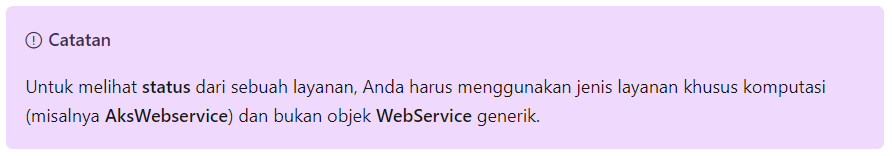 Catatan
Untuk melihat status dari sebuah layanan, Anda harus menggunakan jenis layanan khusus komputasi
(misalnya AksWebservice) dan bukan objek WebService generik.